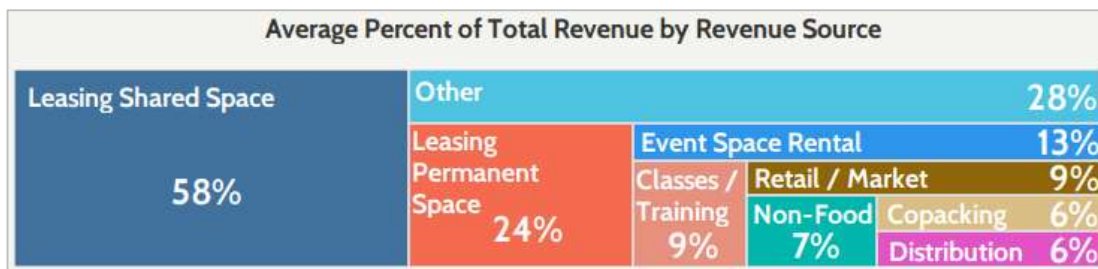 Average Percent of Total Revenue by Revenue Source
Leasing Shared Space
58%
Other
28%
Leasing
Permanent
Space
24%
Event Space Rental
13%
Classes /
Training
9%
Retail / Market
9%
Non-Food
7%
Copacking
6%
Distribution
6%